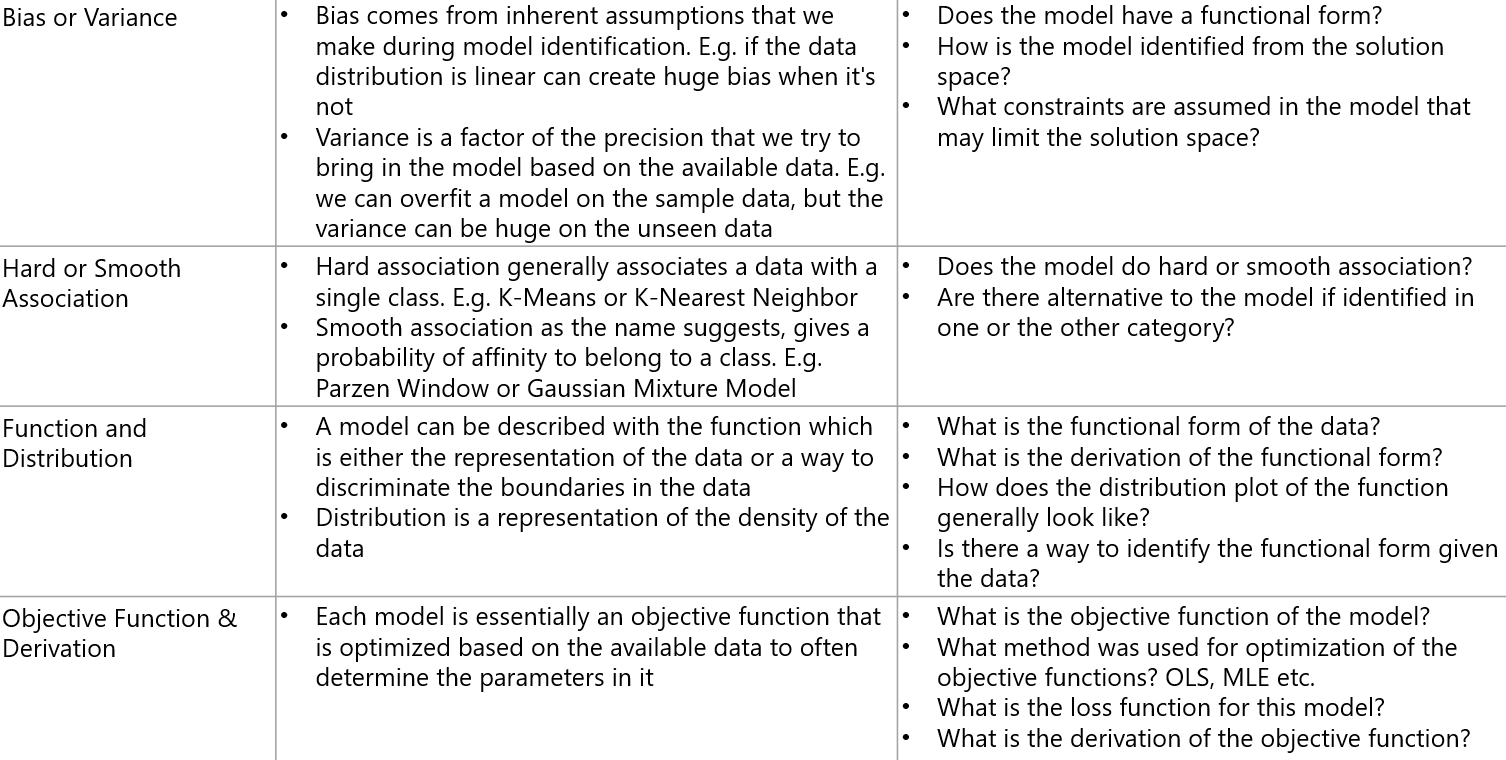 Bias or Variance
• Bias comes from inherent assumptions that we
make during model identification. E.g. if the data
distribution is linear can create huge bias when it's
not
• Variance is a factor of the precision that we try to
bring in the model based on the available data. E.g.
we can overfit a model on the sample data, but the
variance can be huge on the unseen data
• Does the model have a functional form?
• How is the model identified from the solution
space?
• What constraints are assumed in the model that
may limit the solution space?
Hard or Smooth
Association
• Hard association generally associates a data with a
single class. E.g. K-Means or K-Nearest Neighbor
• Smooth association as the name suggests, gives a
probability of affinity to belong to a class. E.g.
Parzen Window or Gaussian Mixture Model
• Does the model do hard or smooth association?
• Are there alternative to the model if identified in
one or the other category?
Function and
Distribution
• A model can be described with the function which
is either the representation of the data or a way to
discriminate the boundaries in the data
• Distribution is a representation of the density of the
data
• What is the functional form of the data?
• What is the derivation of the functional form?
• How does the distribution plot of the function
generally look like?
• Is there a way to identify the functional form given
the data?
Objective Function &
Derivation
• Each model is essentially an objective function that
is optimized based on the available data to often
determine the parameters in it
• What is the objective function of the model?
• What method was used for optimization of the
objective functions? OLS, MLE etc.
• What is the loss function for this model?
• What is the derivation of the objective function?